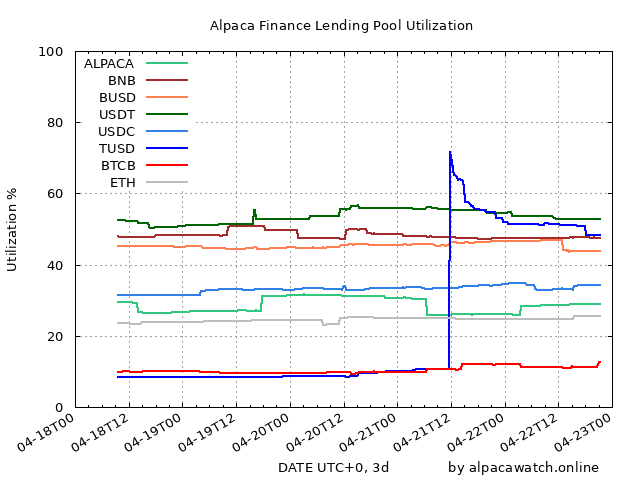 Alpaca Finance Lending Pool Utilization
Utilization %
100
80
60
40
20
0
ALPACA
BNB
BUSD
USDT
USDC
TUSD
BTCB
ETH
04-18T00
04-18T12
04-19T00
04-19T12
04-20T00
04-20T12
04-21T00
04-21T12
04-22T00
04-22T12
04-23T00
DATE UTC+0, 3d
by alpacawatch.online